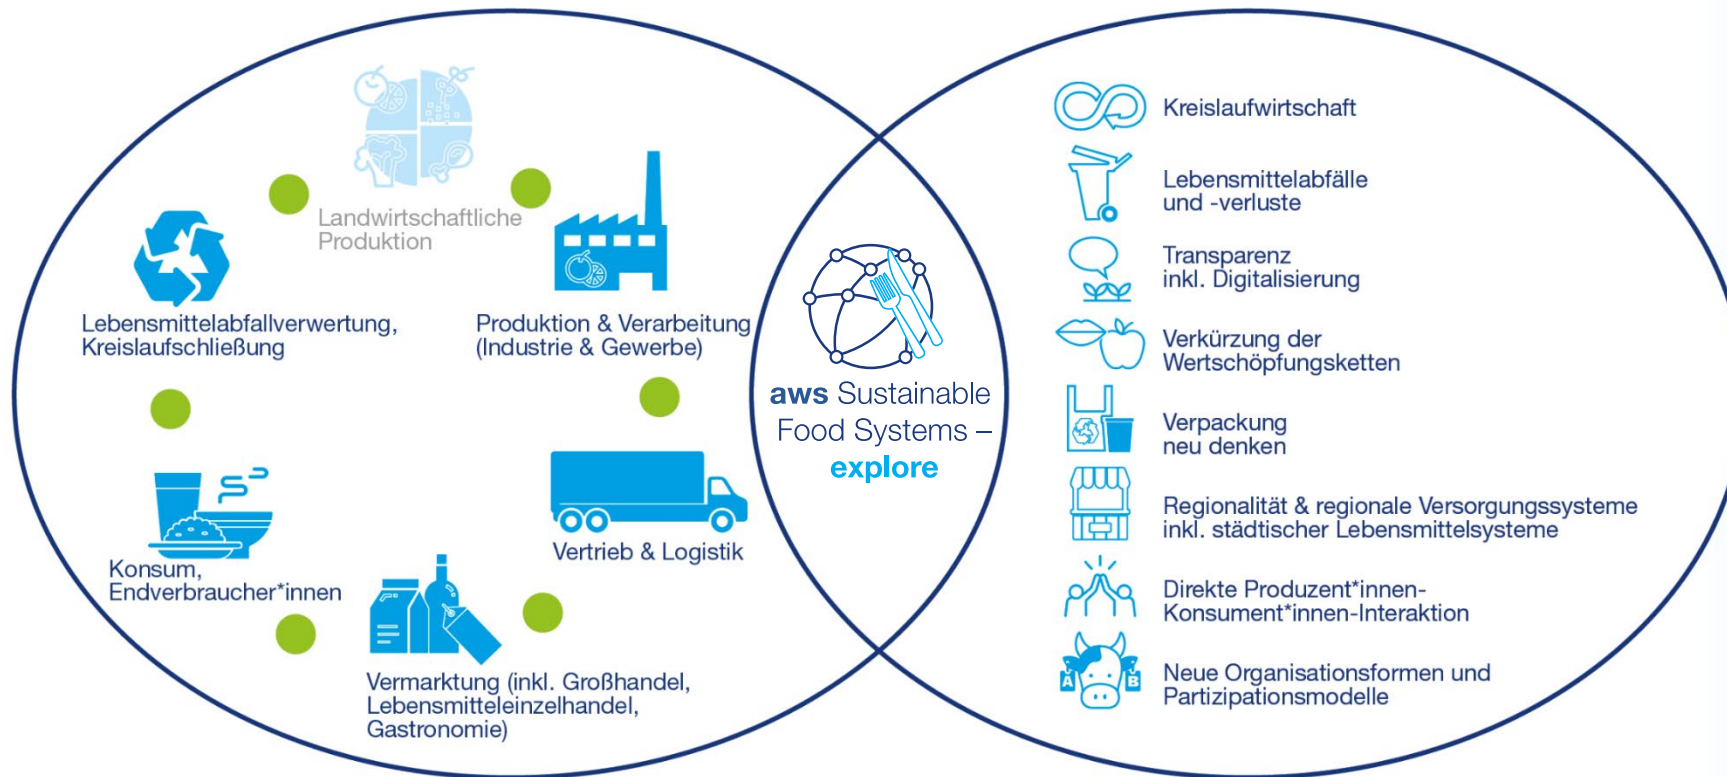 Landwirtschaftliche
Produktion
Lebensmittelabfallverwertung,
Kreislaufschließung
Produktion & Verarbeitung
(Industrie & Gewerbe)
Konsum,
Endverbraucher*innen
Vertrieb & Logistik
Vermarktung (inkl. Großhandel,
Lebensmitteleinzelhandel,
Gastronomie)
aws Sustainable
Food Systems –
explore
Kreislaufwirtschaft
Lebensmittelabfälle
und -verluste
Transparenz
inkl. Digitalisierung
Verkürzung der
Wertschöpfungsketten
Verpackung
neu denken
Regionalität & regionale Versorgungssysteme
inkl. städtischer Lebensmittelsysteme
Direkte Produzent*innen-
Konsument*innen-Interaktion
A B
Neue Organisationsformen und
Partizipationsmodelle